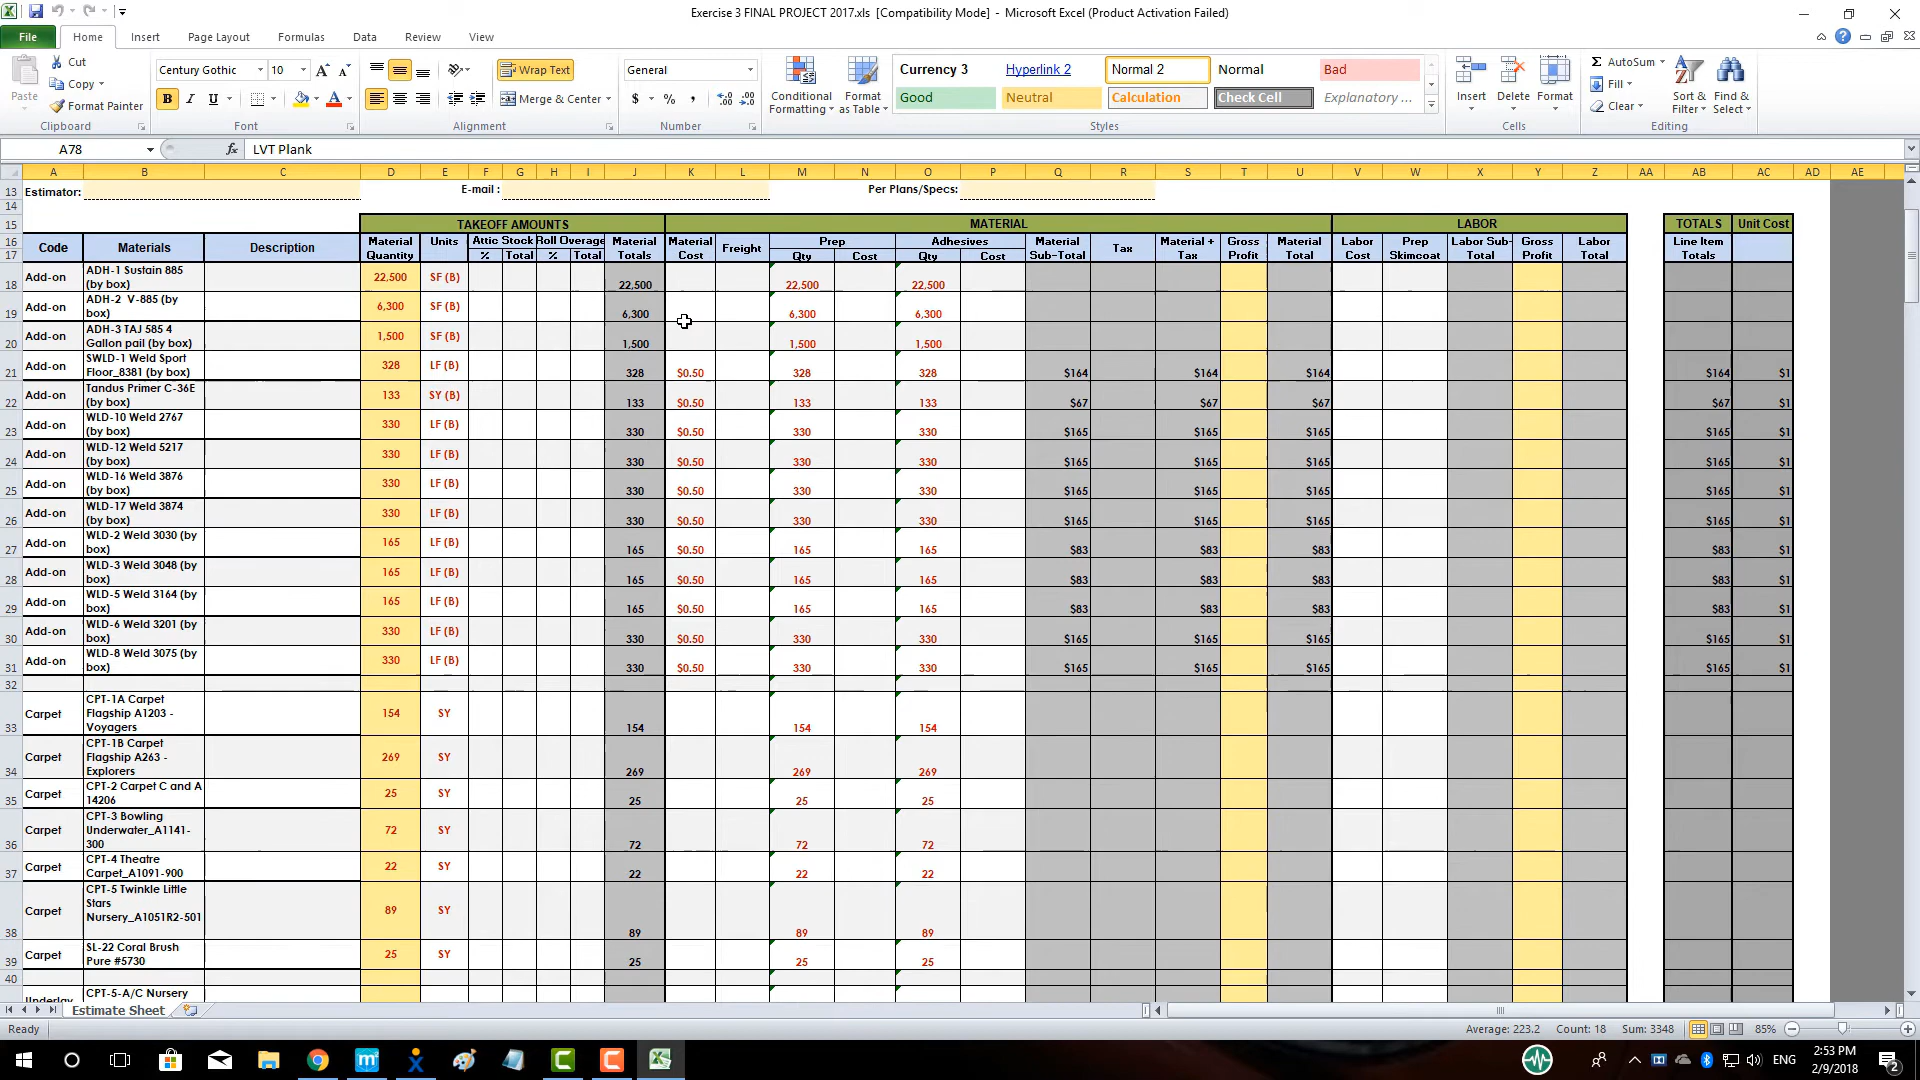 Exercise 3 FINAL PROJECT 2017.xls [Compatibility Mode] - Microsoft Excel (Product Activation Failed)
File Home Insert Page Layout Formulas Data Review View
Cut
Copy
Format Painter
Paste
Clipboard
Century Gothic 10
B I U
Font
Wrap Text
Merge & Center
Alignment
General
$ % ,
Number
Conditional Formatting
Format as Table
Currency 3 Hyperlink 2 Normal 2 Normal Bad
Good Neutral Calculation Check Cell Explanatory ...
Styles
Insert Delete Format
Cells
AutoSum
Fill
Clear
Sort & Filter
Find & Select
Editing
A78 fx LVT Plank
A B C D E F G H I J K L M N O P Q R S T U V W X Y Z AA AB AC AD AE
13 Estimator: E-mail : Per Plans/Specs:
14
15 TAKEOFF AMOUNTS MATERIAL LABOR TOTALS Unit Cost
16 Code Materials Description Material Quantity Units Attic Stock Roll Overage Material Totals Material Cost Freight Prep Adhesives Material Sub-Total Tax Material + Tax Gross Profit Material Total Labor Cost Prep Skimcoat Labor Sub-Total Gross Profit Labor Total Line Item Totals
17 % Total % Total Qty Cost Qty Cost
18 Add-on ADH-1 Sustain 885 (by box) 22,500 SF (B) 22,500 22,500 22,500
19 Add-on ADH-2 V-885 (by box) 6,300 SF (B) 6,300 6,300 6,300
20 Add-on ADH-3 TAJ 585 4 Gallon pail (by box) 1,500 SF (B) 1,500 1,500 1,500
21 Add-on SWLD-1 Weld Sport Floor_8381 (by box) 328 LF (B) 328 $0.50 328 328 $164 $164 $164 $164 $1
22 Add-on Tandus Primer C-36E (by box) 133 SY (B) 133 $0.50 133 133 $67 $67 $67 $67 $1
23 Add-on WLD-10 Weld 2767 (by box) 330 LF (B) 330 $0.50 330 330 $165 $165 $165 $165 $1
24 Add-on WLD-12 Weld 5217 (by box) 330 LF (B) 330 $0.50 330 330 $165 $165 $165 $165 $1
25 Add-on WLD-16 Weld 3876 (by box) 330 LF (B) 330 $0.50 330 330 $165 $165 $165 $165 $1
26 Add-on WLD-17 Weld 3874 (by box) 330 LF (B) 330 $0.50 330 330 $165 $165 $165 $165 $1
27 Add-on WLD-2 Weld 3030 (by box) 165 LF (B) 165 $0.50 165 165 $83 $83 $83 $83 $1
28 Add-on WLD-3 Weld 3048 (by box) 165 LF (B) 165 $0.50 165 165 $83 $83 $83 $83 $1
29 Add-on WLD-5 Weld 3164 (by box) 165 LF (B) 165 $0.50 165 165 $83 $83 $83 $83 $1
30 Add-on WLD-6 Weld 3201 (by box) 330 LF (B) 330 $0.50 330 330 $165 $165 $165 $165 $1
31 Add-on WLD-8 Weld 3075 (by box) 330 LF (B) 330 $0.50 330 330 $165 $165 $165 $165 $1
32
33 Carpet CPT-1A Carpet Flagship A1203 - Voyagers 154 SY 154 154 154
34 Carpet CPT-1B Carpet Flagship A263 - Explorers 269 SY 269 269 269
35 Carpet CPT-2 Carpet C and A 14206 25 SY 25 25 25
36 Carpet CPT-3 Bowling Underwater_A1141-300 72 SY 72 72 72
37 Carpet CPT-4 Theatre Carpet_A1091-900 22 SY 22 22 22
38 Carpet CPT-5 Twinkle Little Stars Nursery_A1051R2-501 89 SY 89 89 89
39 Carpet SL-22 Coral Brush Pure #5730 25 SY 25 25 25
40
CPT-5-A/C Nursery
Estimate Sheet
Ready Average: 223.2 Count: 18 Sum: 3348 85%
ENG 2:53 PM
2/9/2018
2